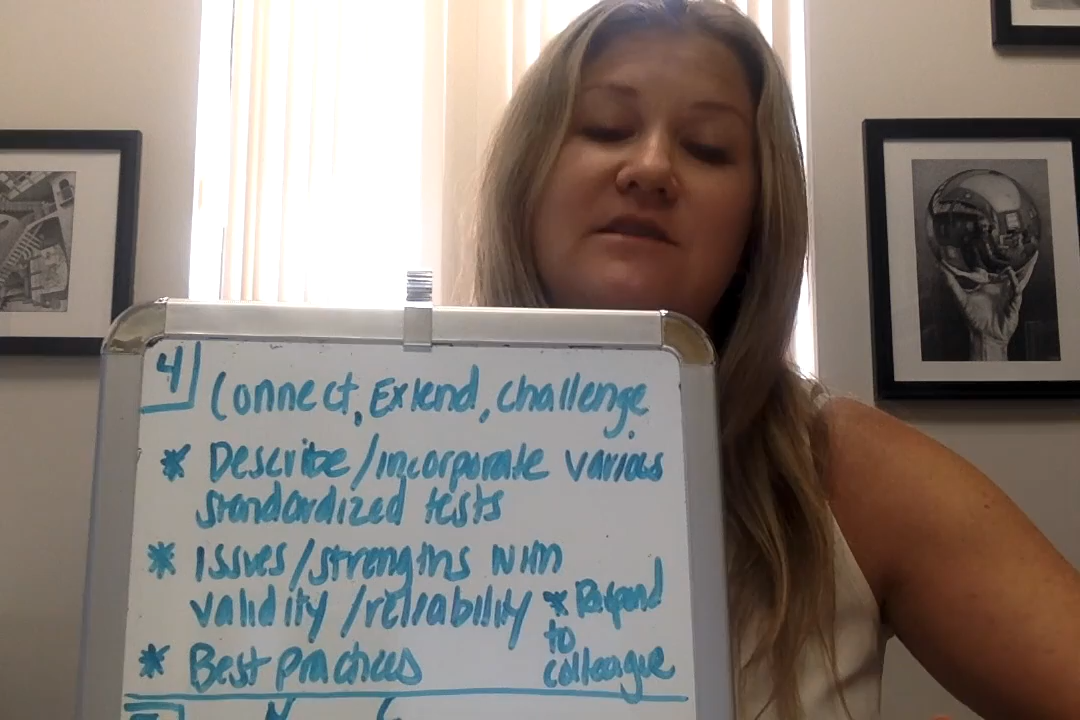 4
Connect, Extend, Challenge
* Describe/incorporate various
standardized tests
* Issues/strengths with
validity/reliability
* Best Practices
* Respond
to
colleague